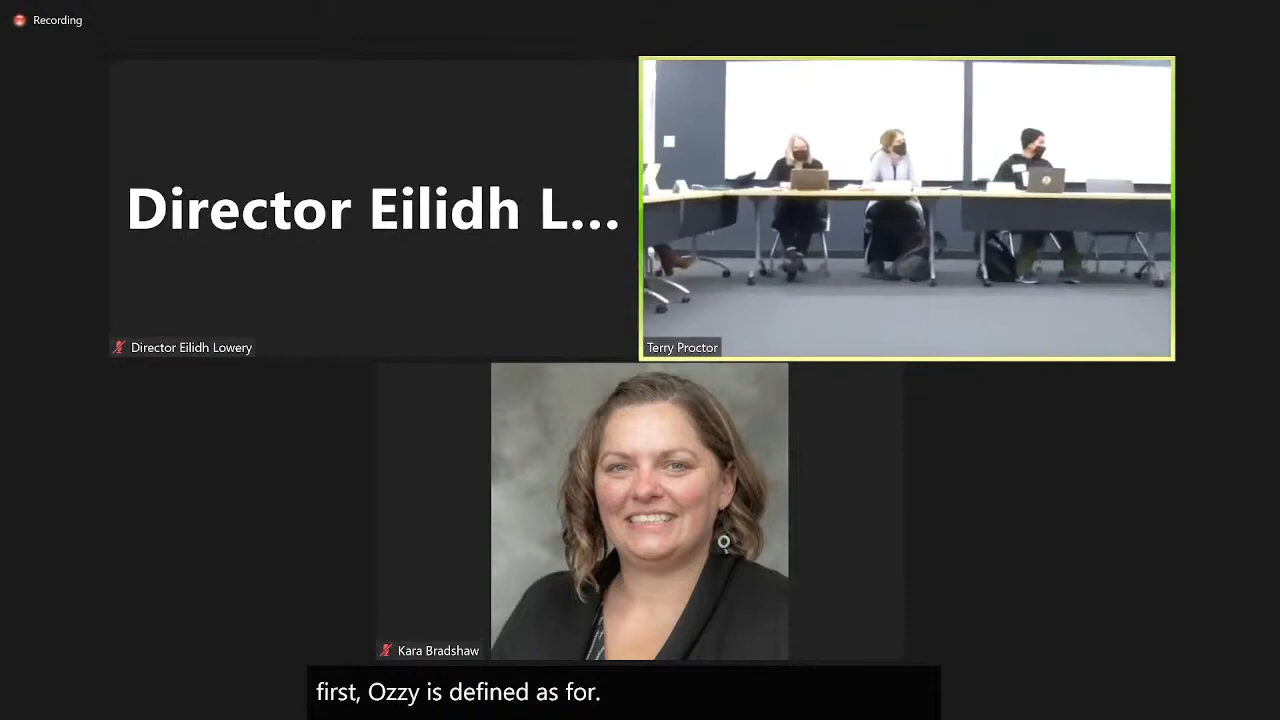 Recording
Director Eilidh L...
Director Eilidh Lowery
Terry Proctor
Kara Bradshaw
first, Ozzy is defined as for.